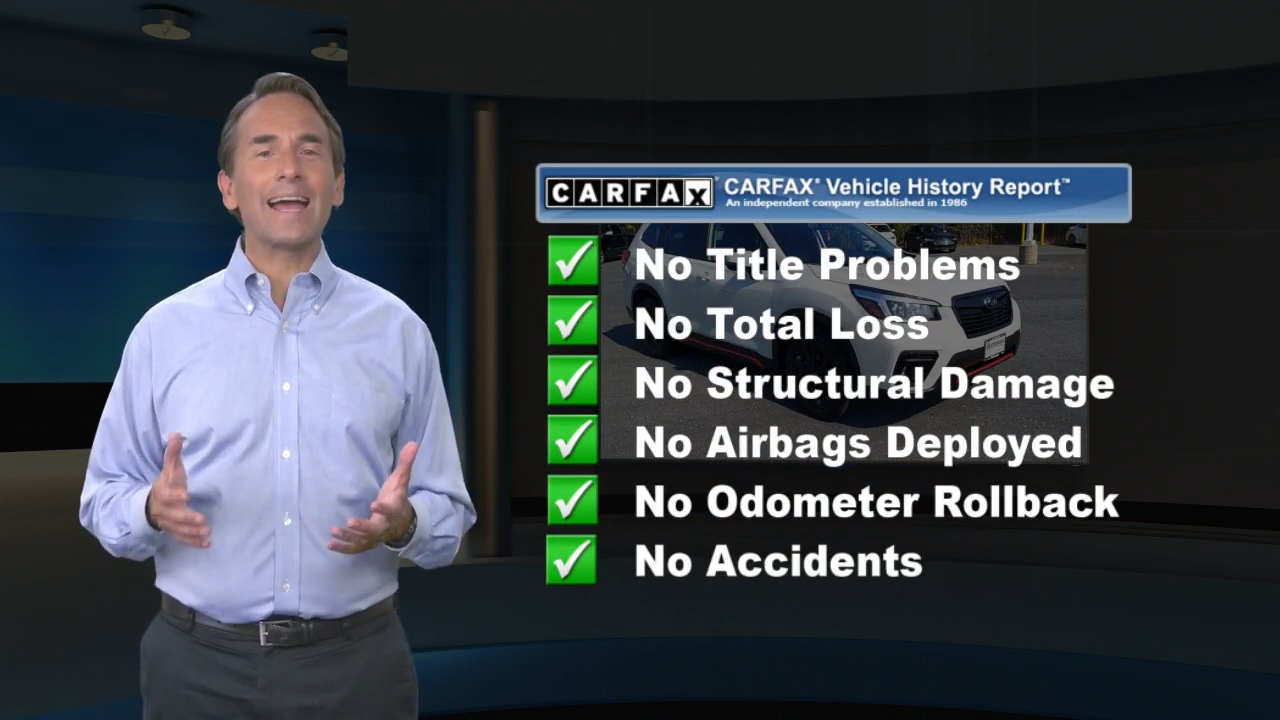 CARFAX® CARFAX® Vehicle History Report™
An independent company established in 1986
No Title Problems
No Total Loss
No Structural Damage
No Airbags Deployed
No Odometer Rollback
No Accidents